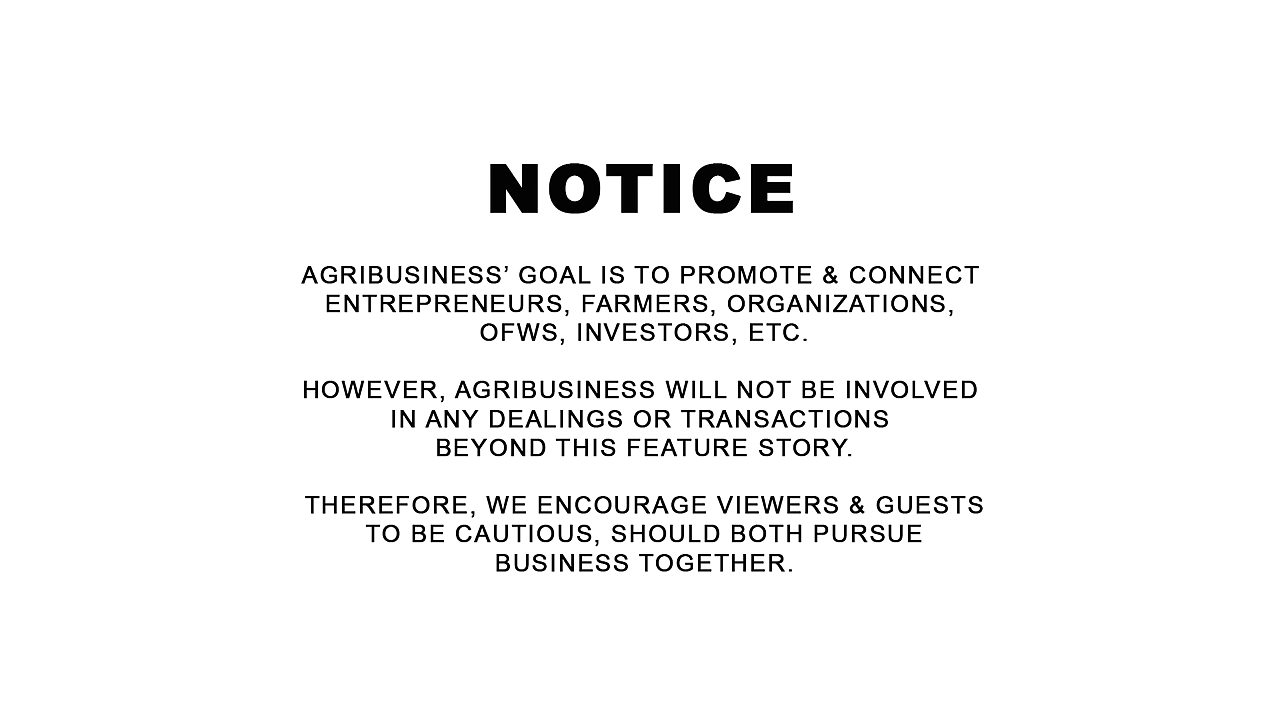 NOTICE
AGRIBUSINESS’ GOAL IS TO PROMOTE & CONNECT
ENTREPRENEURS, FARMERS, ORGANIZATIONS,
OFWS, INVESTORS, ETC.
HOWEVER, AGRIBUSINESS WILL NOT BE INVOLVED
IN ANY DEALINGS OR TRANSACTIONS
BEYOND THIS FEATURE STORY.
THEREFORE, WE ENCOURAGE VIEWERS & GUESTS
TO BE CAUTIOUS, SHOULD BOTH PURSUE
BUSINESS TOGETHER.